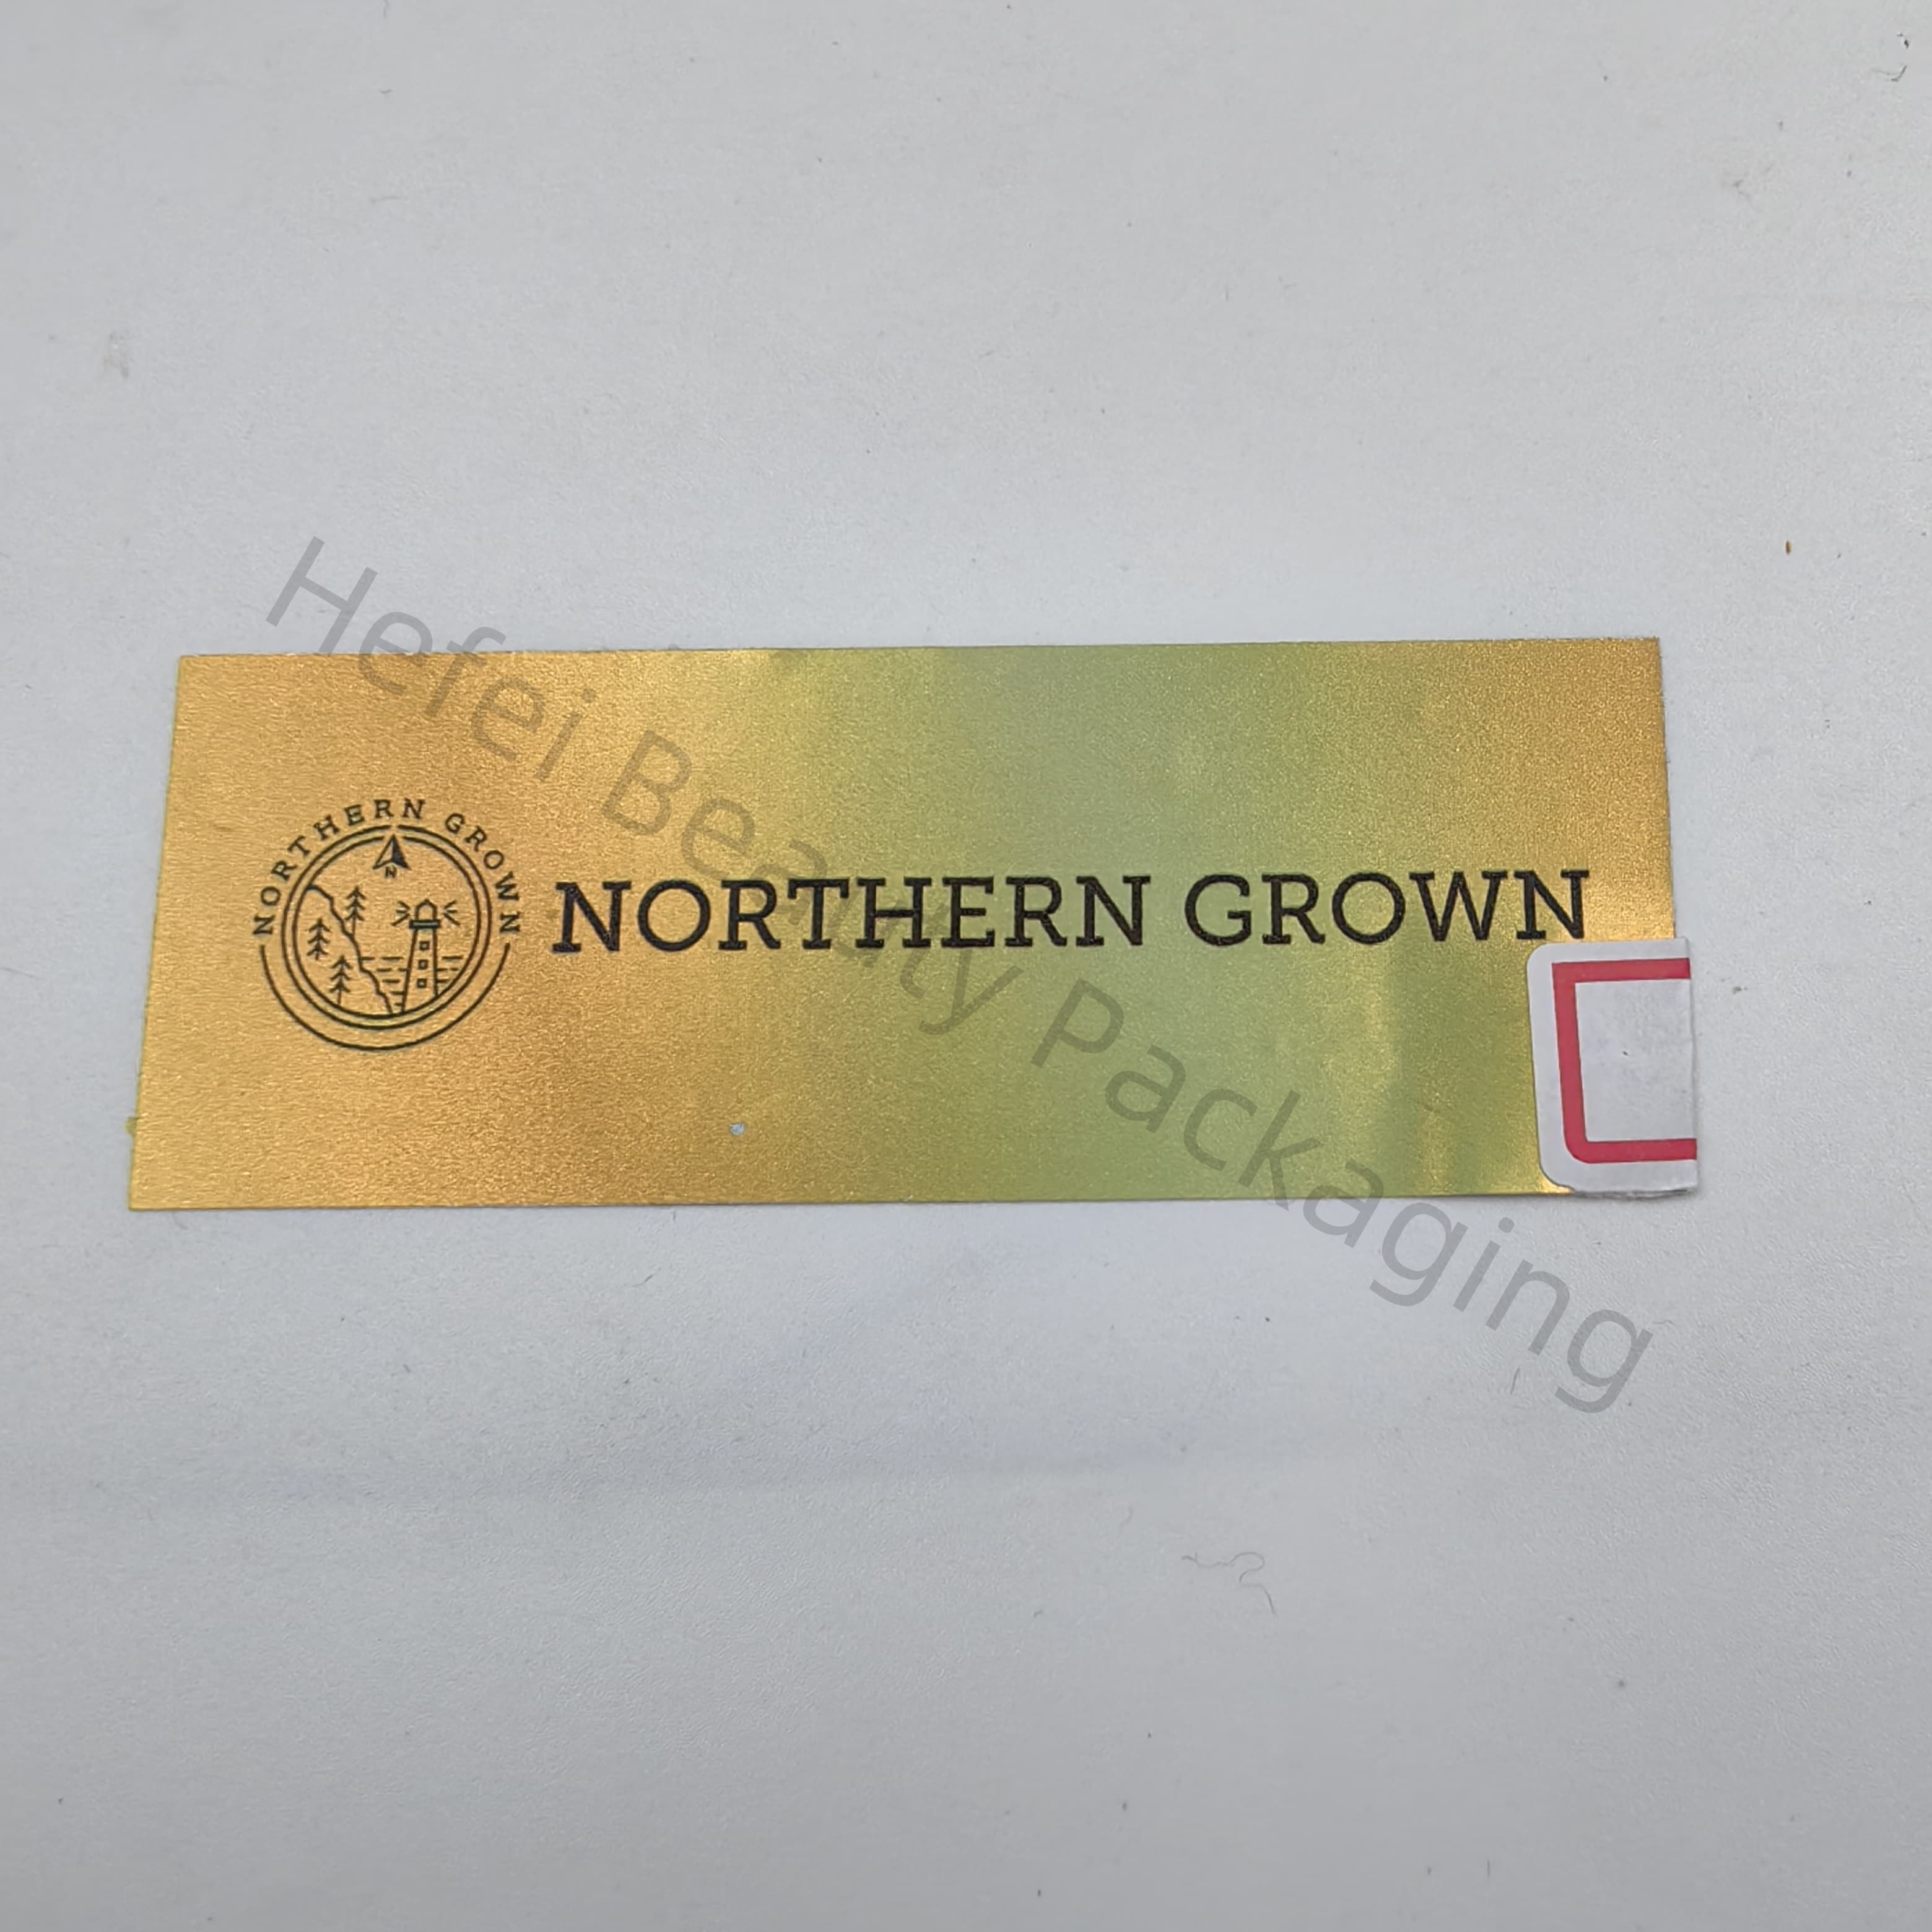 Hefei Beauty Packaging
NORTHERN GROWN
N
NORTHERN GROWN